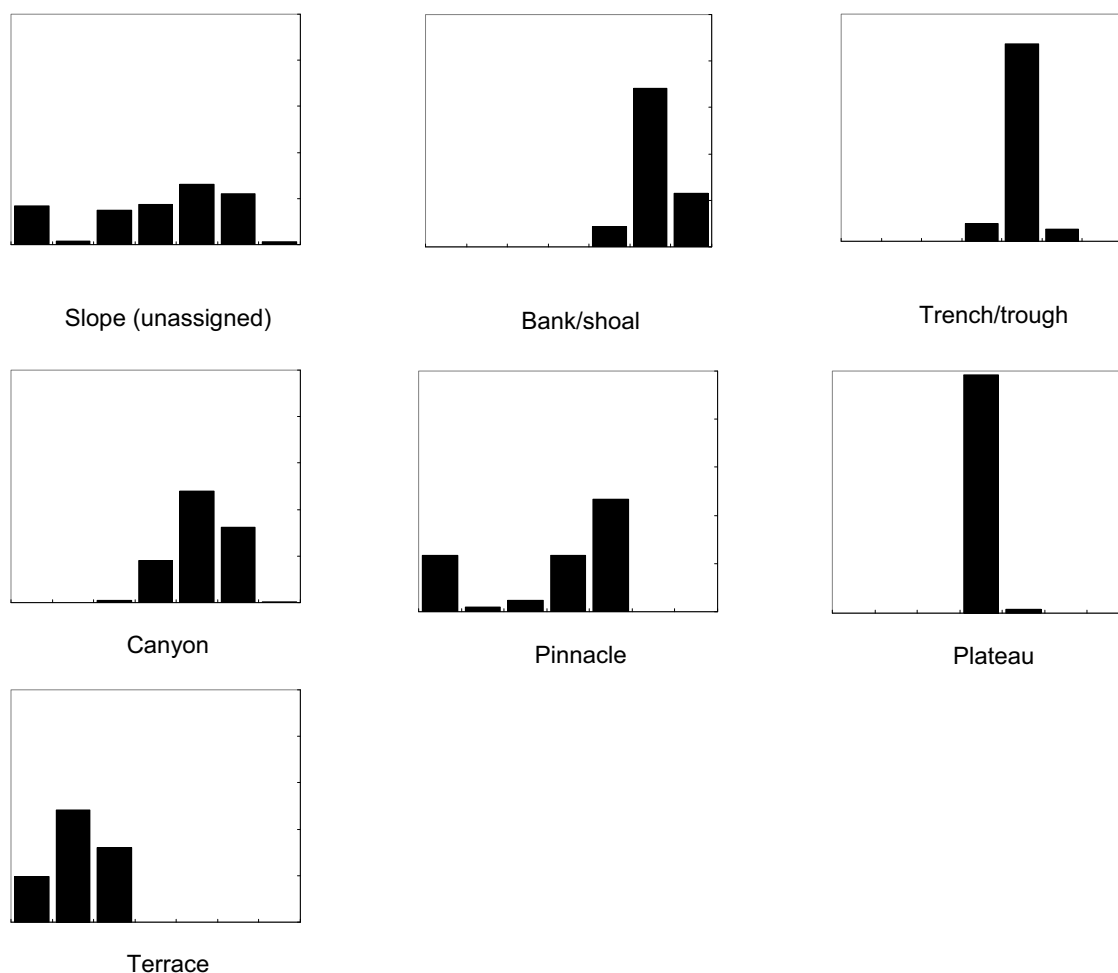 Slope (unassigned)
Bank/shoal
Trench/trough
Canyon
Pinnacle
Plateau
Terrace